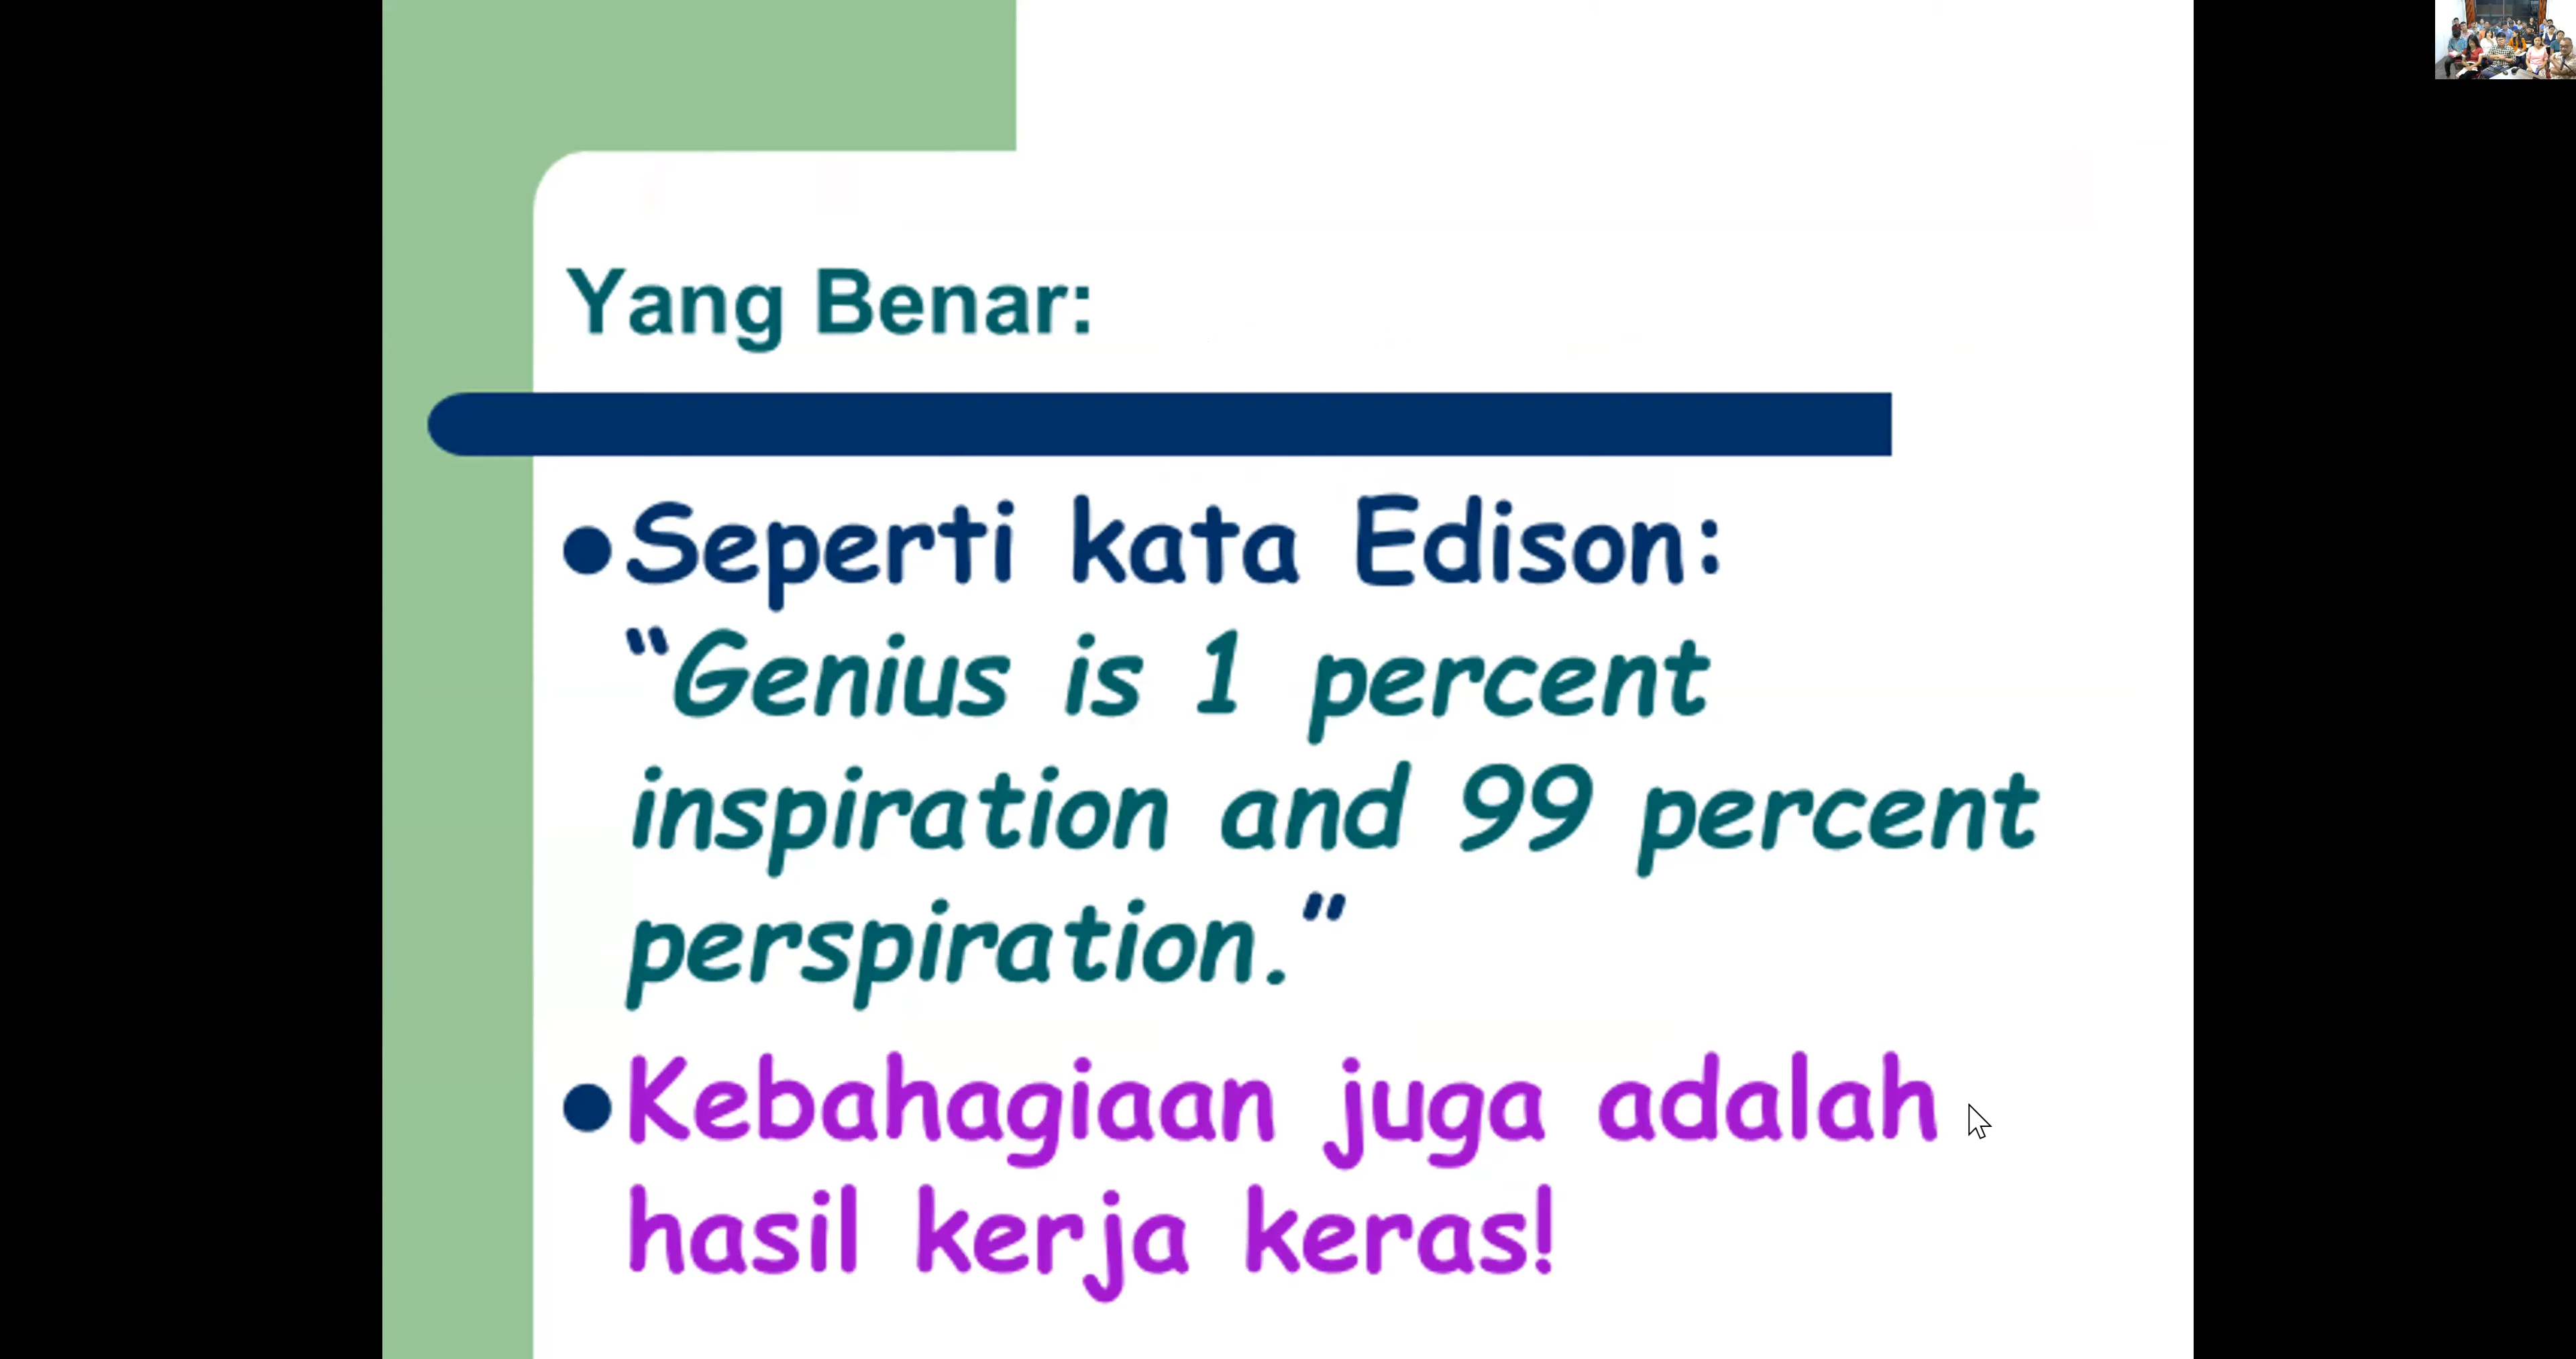 Yang Benar:
•Seperti kata Edison:
“Genius is 1 percent
inspiration and 99 percent
perspiration.”
•Kebahagiaan juga adalah
hasil kerja keras!